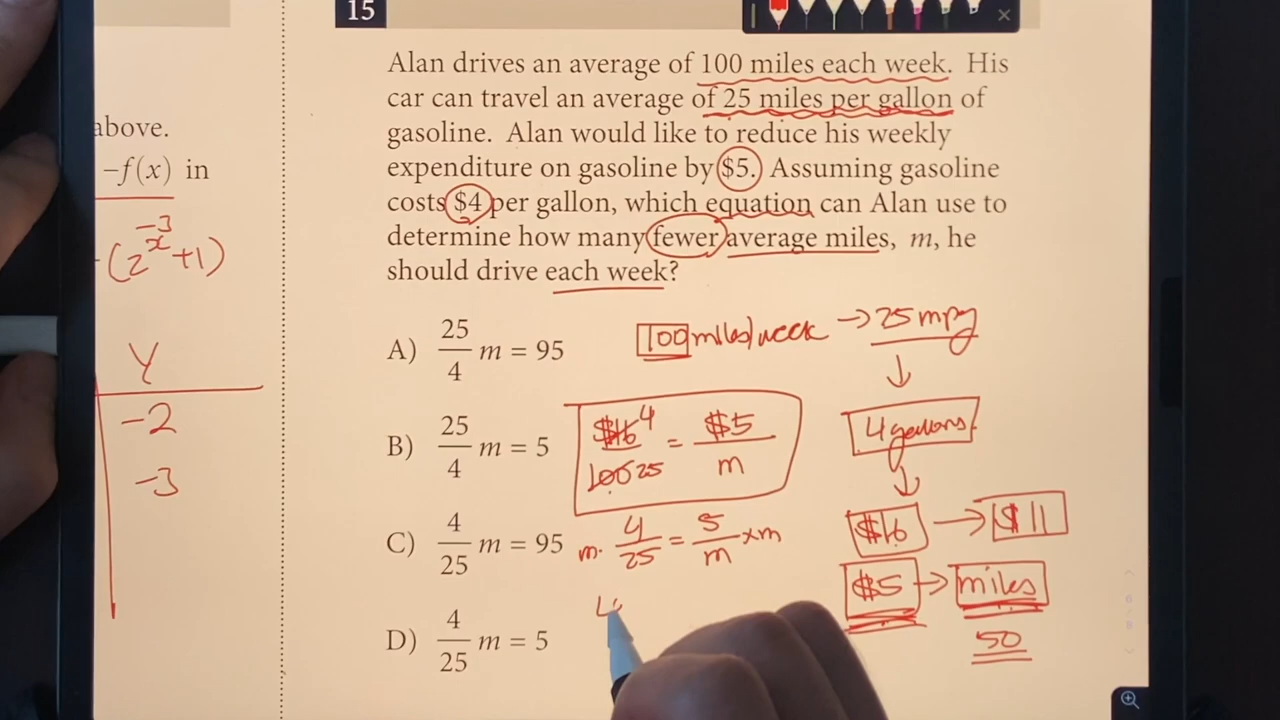 15
above.
-f(x) in
-3
-(2^x+1)
Y
-2
-3
Alan drives an average of 100 miles each week. His
car can travel an average of 25 miles per gallon of
gasoline. Alan would like to reduce his weekly
expenditure on gasoline by $5. Assuming gasoline
costs $4 per gallon, which equation can Alan use to
determine how many fewer average miles, m, he
should drive each week?
A) 25/4 m = 95
B) 25/4 m = 5
C) 4/25 m = 95
D) 4/25 m = 5
100 miles/week → 25 mpg
4 gallons
$16 → $11
$5 → miles
50
$16 4 / 100 25 = $5 / m
m · 4/25 = 5/m × m